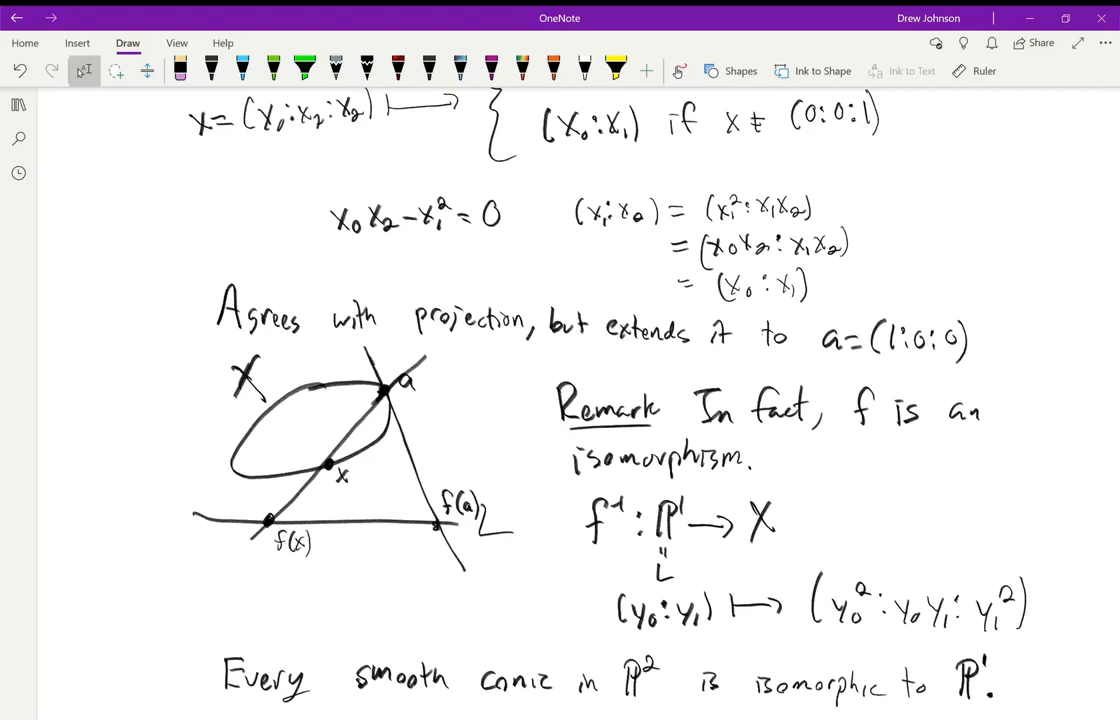 OneNote
Drew Johnson
Home Insert Draw View Help
Share
Shapes
Ink to Shape
Ink to Text
Ruler
x = (x₀:x₂:x₂) ⟼ { (x₀:x₁) if x ≠ (0:0:1)
x₀x₂ - x₁² = 0
(x₁:x₂) = (x₁²:x₁x₂)
= (x₀x₂:x₁x₂)
= (x₀:x₁)
Agrees with projection, but extends it to a=(1:0:0)
X
a
x
f(x)
f(a)
L
Remark In fact, f is an
isomorphism.
f⁻¹ : ℙ¹ → X
"
L
(y₀:y₁) ⟼ (y₀²:y₀y₁:y₁²)
Every smooth conic in ℙ² is isomorphic to ℙ¹.